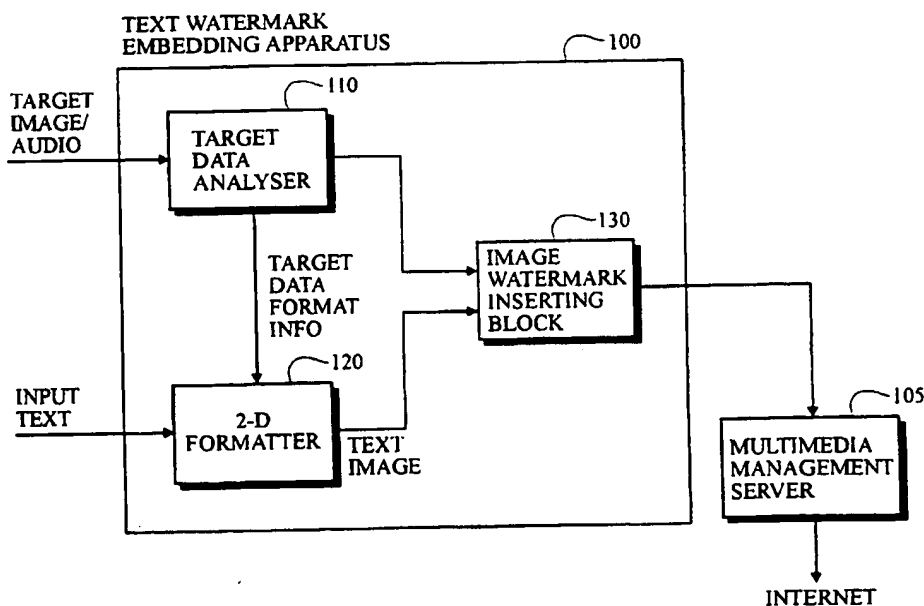 TEXT WATERMARK
EMBEDDING APPARATUS
100
TARGET
IMAGE/
AUDIO
110
TARGET
DATA
ANALYSER
130
IMAGE
WATERMARK
INSERTING
BLOCK
TARGET
DATA
FORMAT
INFO
120
INPUT
TEXT
2-D
FORMATTER
TEXT
IMAGE
105
MULTIMEDIA
MANAGEMENT
SERVER
INTERNET